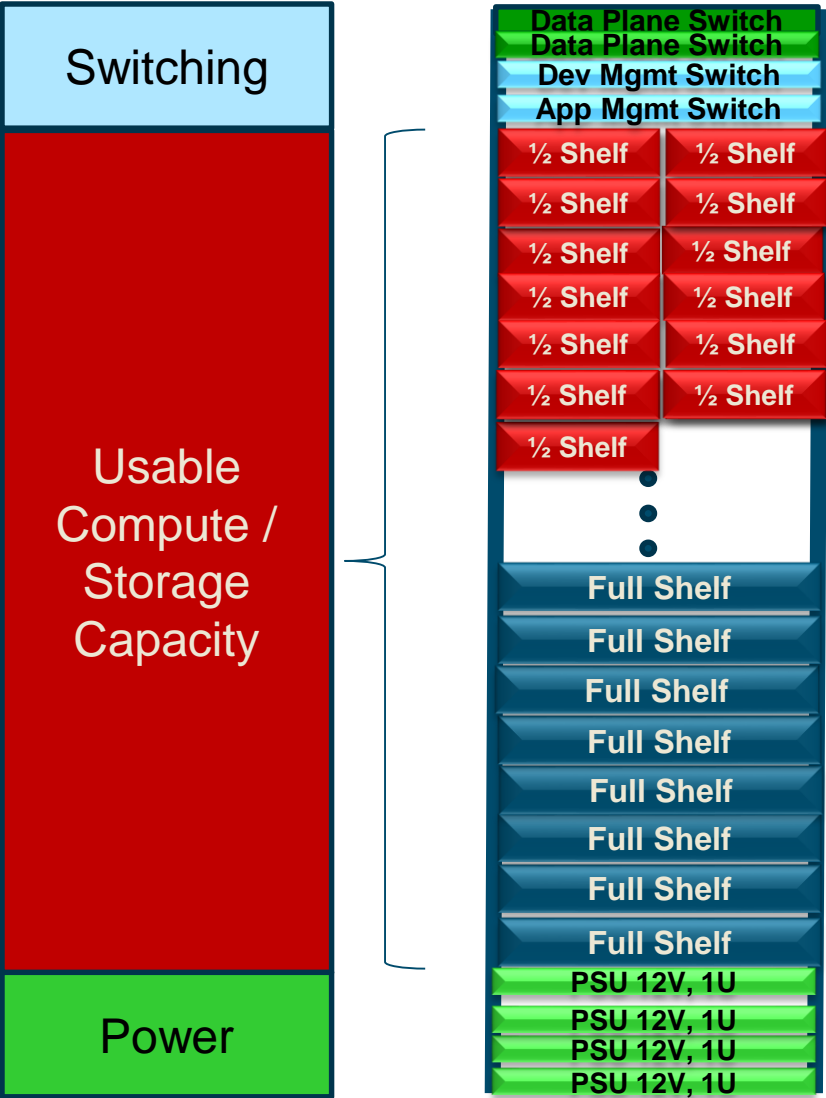 Switching
Usable
Compute /
Storage
Capacity
Power
Data Plane Switch
Data Plane Switch
Dev Mgmt Switch
App Mgmt Switch
½ Shelf ½ Shelf
½ Shelf ½ Shelf
½ Shelf ½ Shelf
½ Shelf ½ Shelf
½ Shelf ½ Shelf
½ Shelf ½ Shelf
½ Shelf
Full Shelf
Full Shelf
Full Shelf
Full Shelf
Full Shelf
Full Shelf
Full Shelf
Full Shelf
PSU 12V, 1U
PSU 12V, 1U
PSU 12V, 1U
PSU 12V, 1U